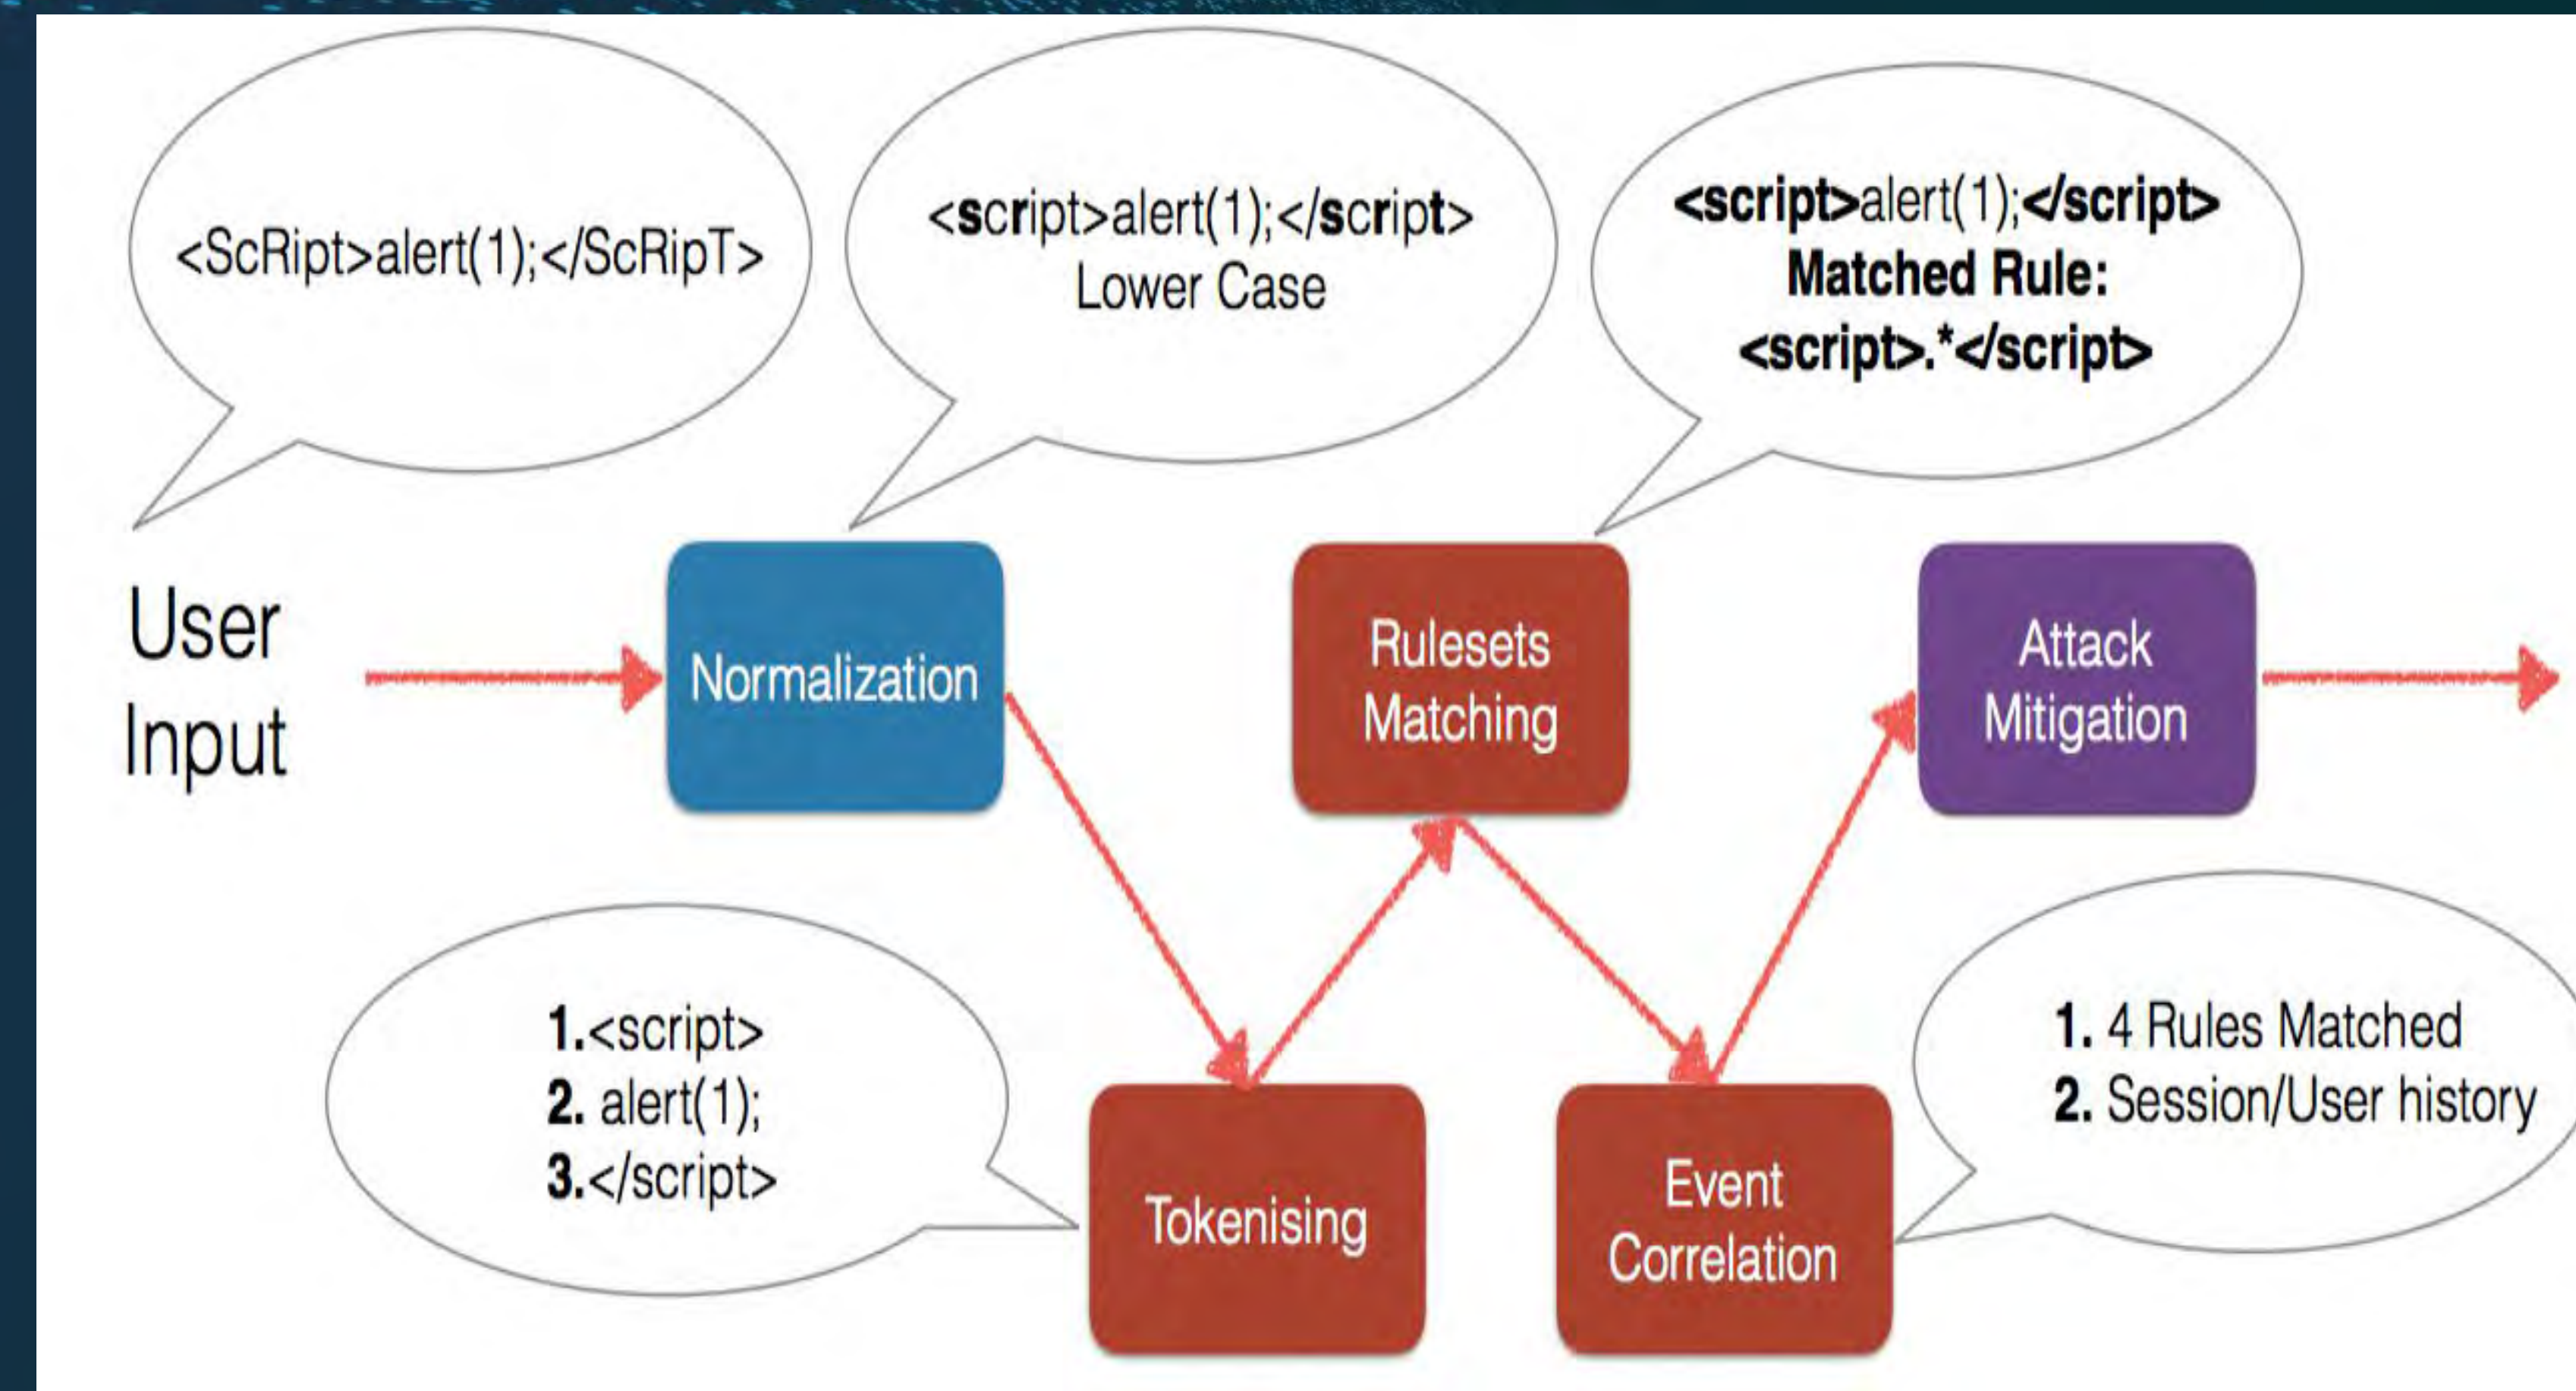 <ScRipt>alert(1);</ScRipT>
<script>alert(1);</script>
Lower Case
<script>alert(1);</script>
Matched Rule:
<script>.*</script>
User
Input
Normalization
Rulesets
Matching
Attack
Mitigation
1.<script>
2. alert(1);
3.</script>
Tokenising
Event
Correlation
1. 4 Rules Matched
2. Session/User history